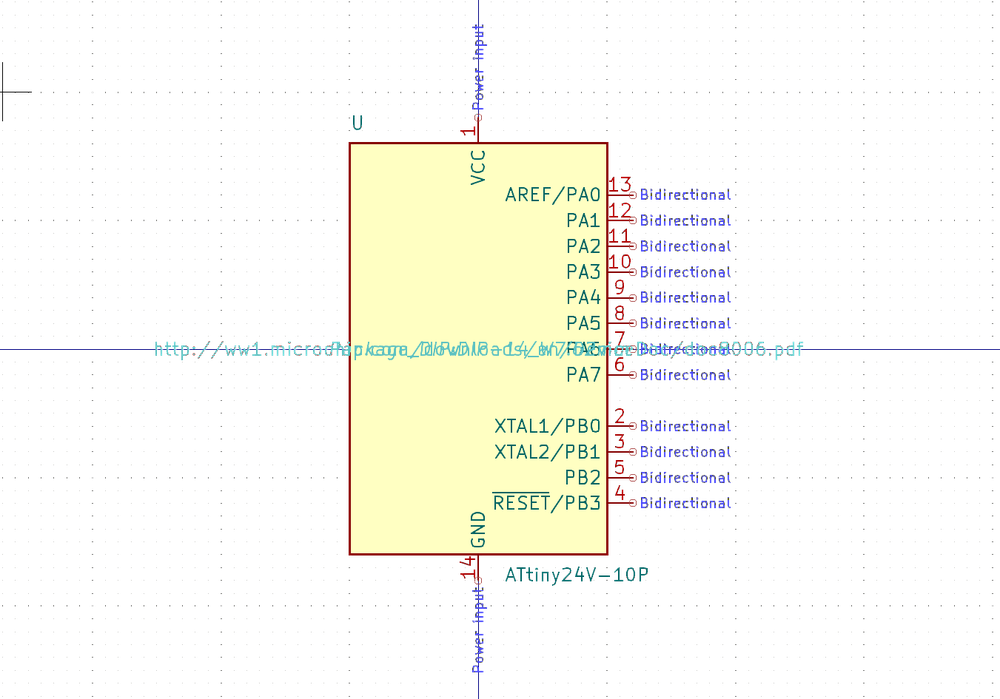 Power input
U
1
VCC
AREF/PA0 13 Bidirectional
PA1 12 Bidirectional
PA2 11 Bidirectional
PA3 10 Bidirectional
PA4 9 Bidirectional
PA5 8 Bidirectional
PA6 7 Bidirectional
PA7 6 Bidirectional
XTAL1/PB0 2 Bidirectional
XTAL2/PB1 3 Bidirectional
PB2 5 Bidirectional
RESET/PB3 4 Bidirectional
GND
14
ATtiny24V-10P
Power input